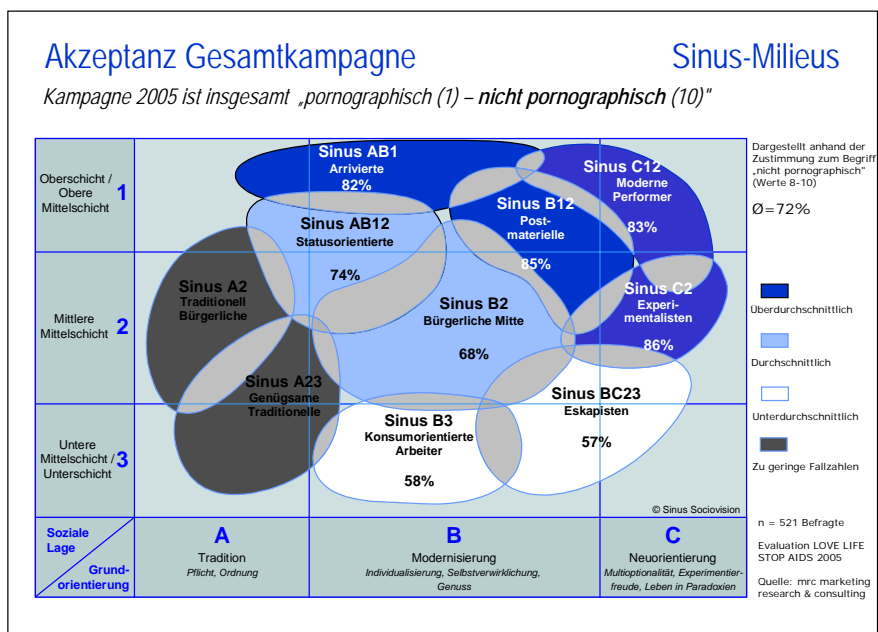 Akzeptanz Gesamtkampagne Sinus-Milieus
Kampagne 2005 ist insgesamt „pornographisch (1) – nicht pornographisch (10)"
Oberschicht /
Obere
Mittelschicht
1
Mittlere
Mittelschicht
2
Untere
Mittelschicht /
Unterschicht
3
Sinus AB1
Arrivierte
82%
Sinus C12
Moderne
Performer
83%
Sinus B12
Post-
materielle
85%
Sinus AB12
Statusorientierte
74%
Sinus A2
Traditionell
Bürgerliche
Sinus B2
Bürgerliche Mitte
68%
Sinus C2
Experi-
mentalisten
86%
Sinus A23
Genügsame
Traditionelle
Sinus BC23
Eskapisten
57%
Sinus B3
Konsumorientierte
Arbeiter
58%
© Sinus Sociovision
Soziale
Lage
Grund-
orientierung
A
Tradition
Pflicht, Ordnung
B
Modernisierung
Individualisierung, Selbstverwirklichung,
Genuss
C
Neuorientierung
Multioptionalität, Experimentier-
freude, Leben in Paradoxien
Dargestellt anhand der
Zustimmung zum Begriff
„nicht pornographisch"
(Werte 8-10)
Ø=72%
Überdurchschnittlich
Durchschnittlich
Unterdurchschnittlich
Zu geringe Fallzahlen
n = 521 Befragte
Evaluation LOVE LIFE
STOP AIDS 2005
Quelle: mrc marketing
research & consulting